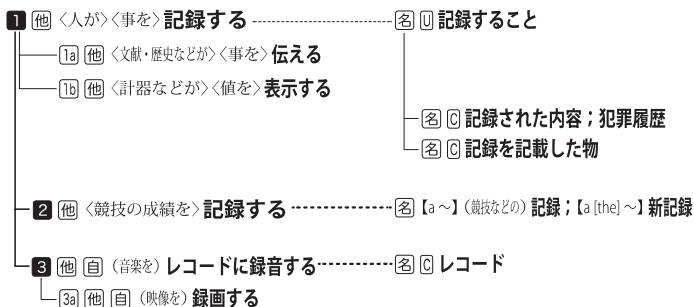 1 他 〈人が〉〈事を〉記録する 名 U 記録すること
1a 他 〈文献・歴史などが〉〈事を〉伝える
1b 他 〈計器などが〉〈値を〉表示する
名 C 記録された内容；犯罪履歴
名 C 記録を記載した物
2 他 〈競技の成績を〉記録する 名【a ～】（競技などの）記録；【a [the] ～】新記録
3 他 自 （音楽を）レコードに録音する 名 C レコード
3a 他 自 （映像を）録画する